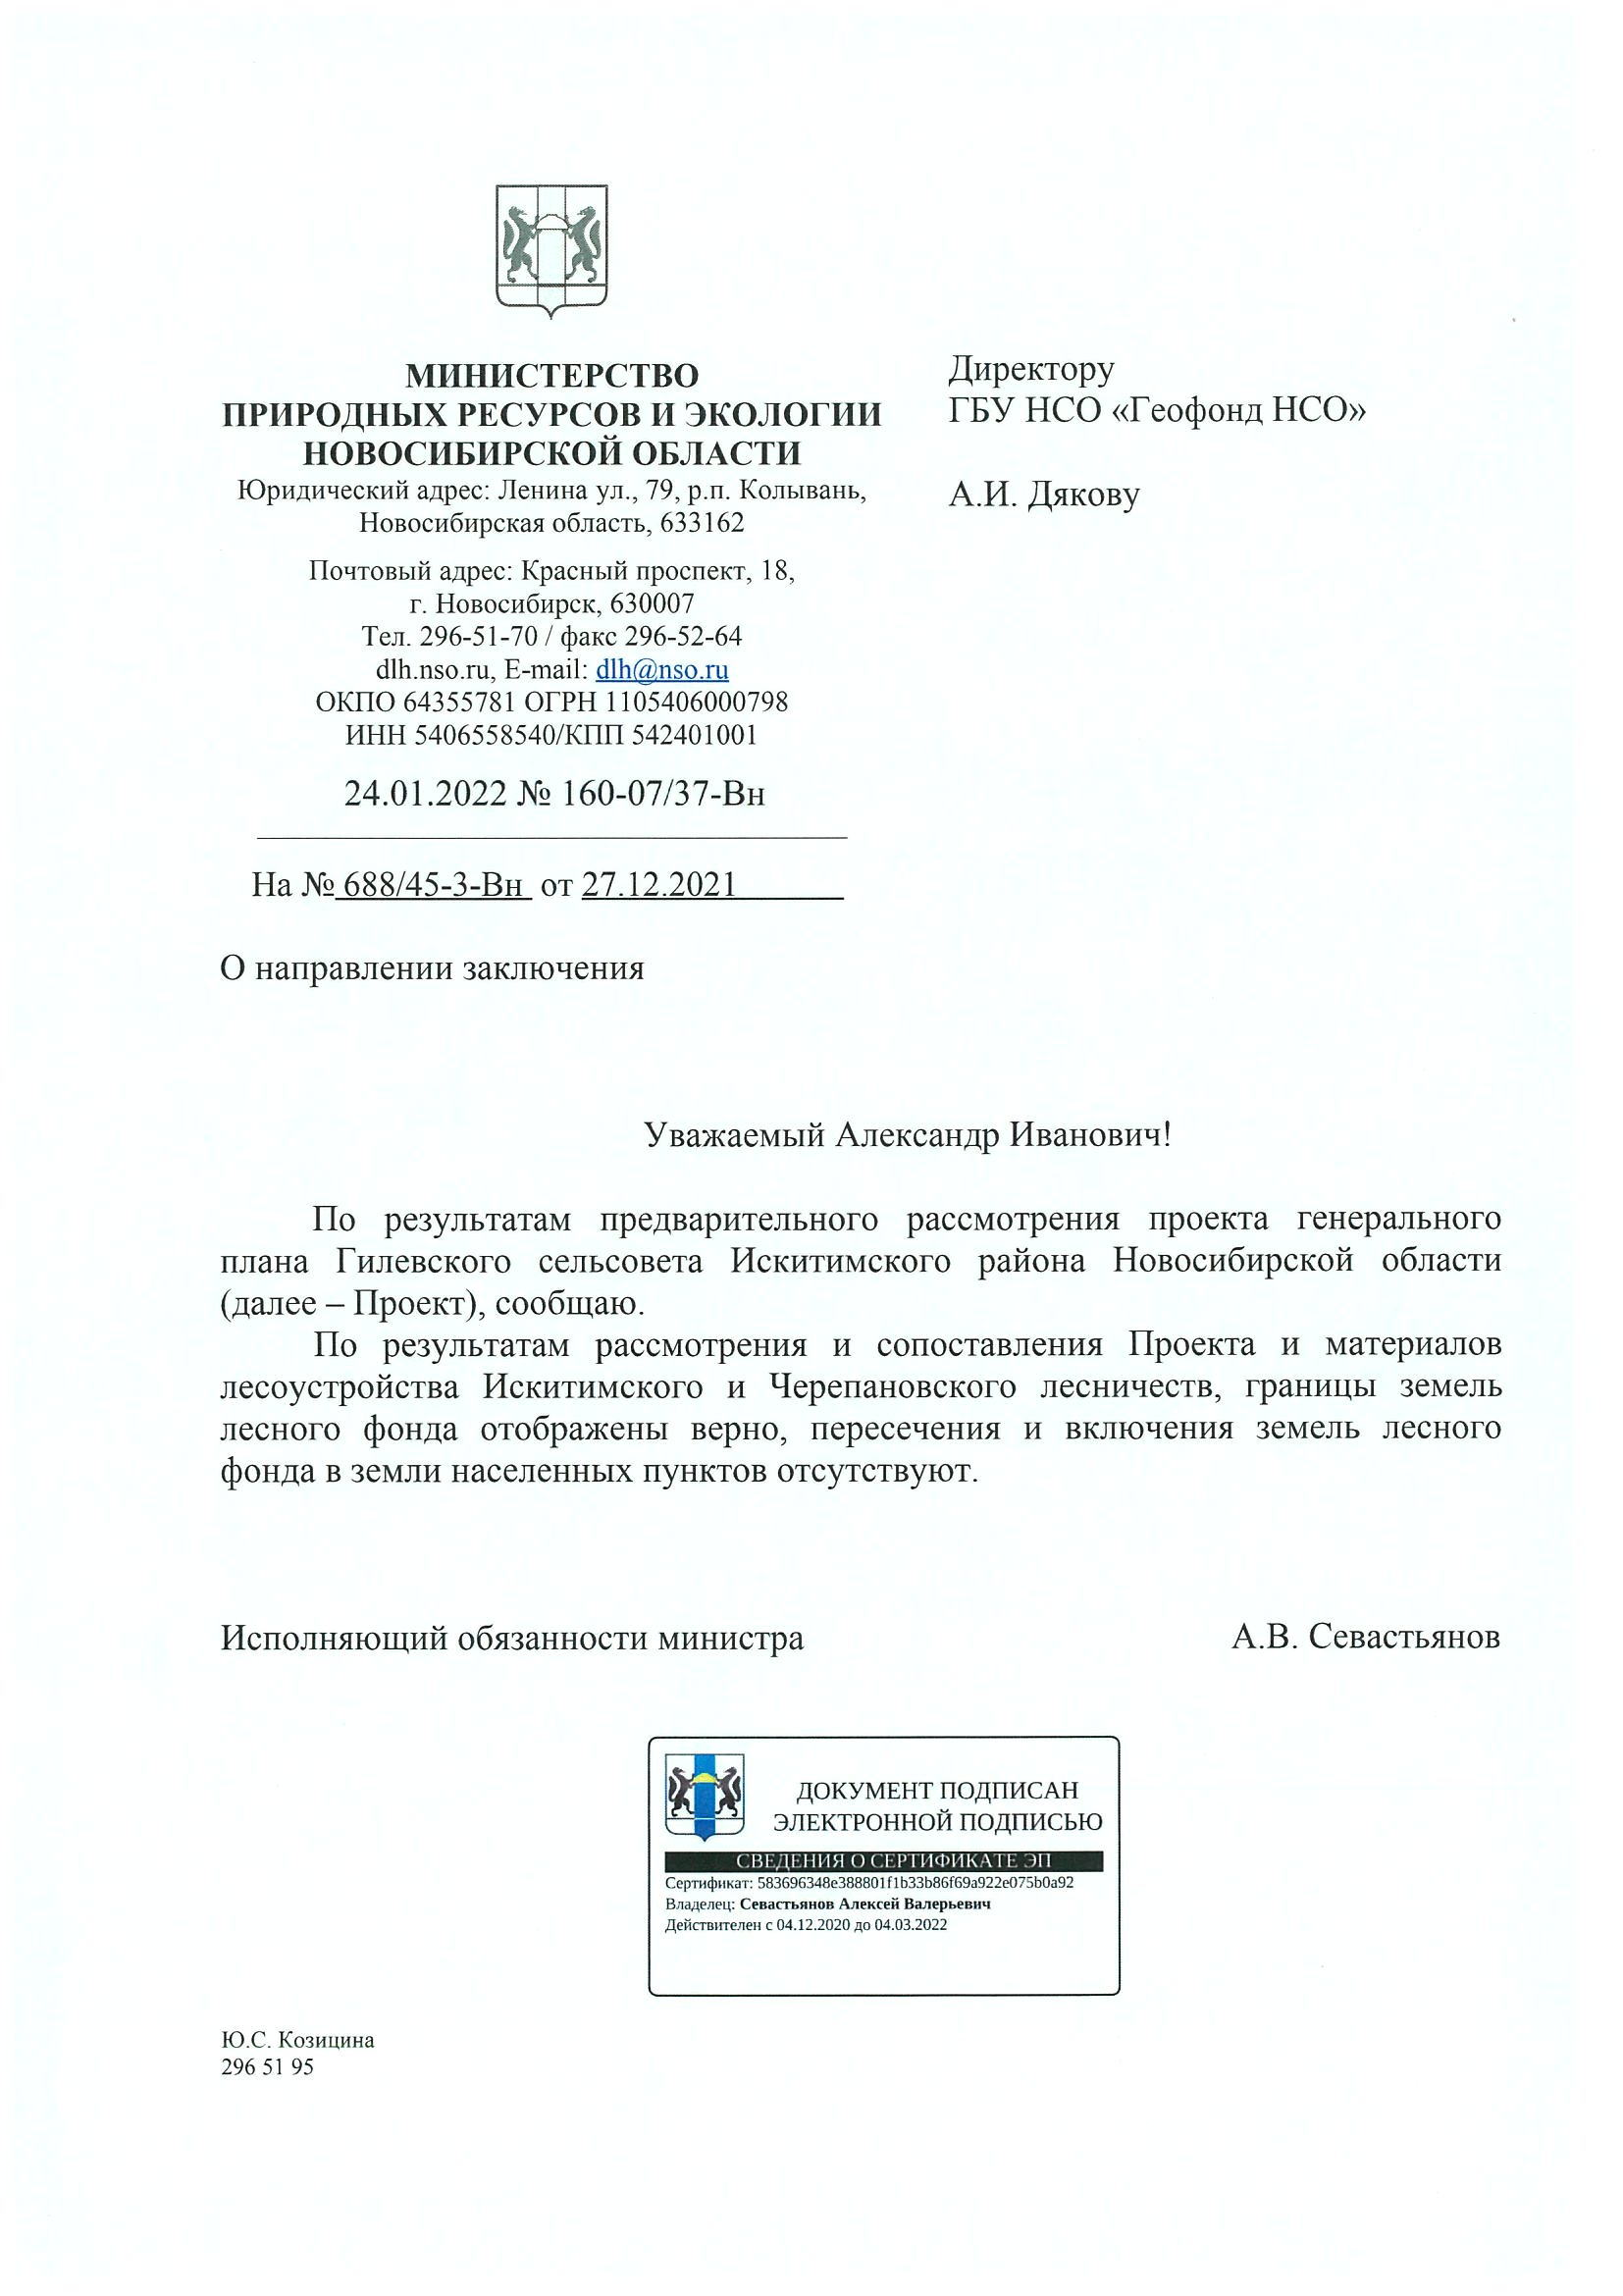 МИНИСТЕРСТВО
ПРИРОДНЫХ РЕСУРСОВ И ЭКОЛОГИИ
НОВОСИБИРСКОЙ ОБЛАСТИ
Юридический адрес: Ленина ул., 79, р.п. Колывань,
Новосибирская область, 633162
Почтовый адрес: Красный проспект, 18,
г. Новосибирск, 630007
Тел. 296-51-70 / факс 296-52-64
dlh.nso.ru, E-mail: dlh@nso.ru
ОКПО 64355781 ОГРН 1105406000798
ИНН 5406558540/КПП 542401001
24.01.2022 № 160-07/37-Вн
На № 688/45-3-Вн от 27.12.2021
О направлении заключения
Директору
ГБУ НСО «Геофонд НСО»
А.И. Дякову
Уважаемый Александр Иванович!
По результатам предварительного рассмотрения проекта генерального
плана Гилевского сельсовета Искитимского района Новосибирской области
(далее – Проект), сообщаю.
По результатам рассмотрения и сопоставления Проекта и материалов
лесоустройства Искитимского и Черепановского лесничеств, границы земель
лесного фонда отображены верно, пересечения и включения земель лесного
фонда в земли населенных пунктов отсутствуют.
Исполняющий обязанности министра А.В. Севастьянов
ДОКУМЕНТ ПОДПИСАН
ЭЛЕКТРОННОЙ ПОДПИСЬЮ
СВЕДЕНИЯ О СЕРТИФИКАТЕ ЭП
Сертификат: 583696348e388801f1b33b86f69a922e075b0a92
Владелец: Севастьянов Алексей Валерьевич
Действителен с 04.12.2020 до 04.03.2022
Ю.С. Козицина
296 51 95